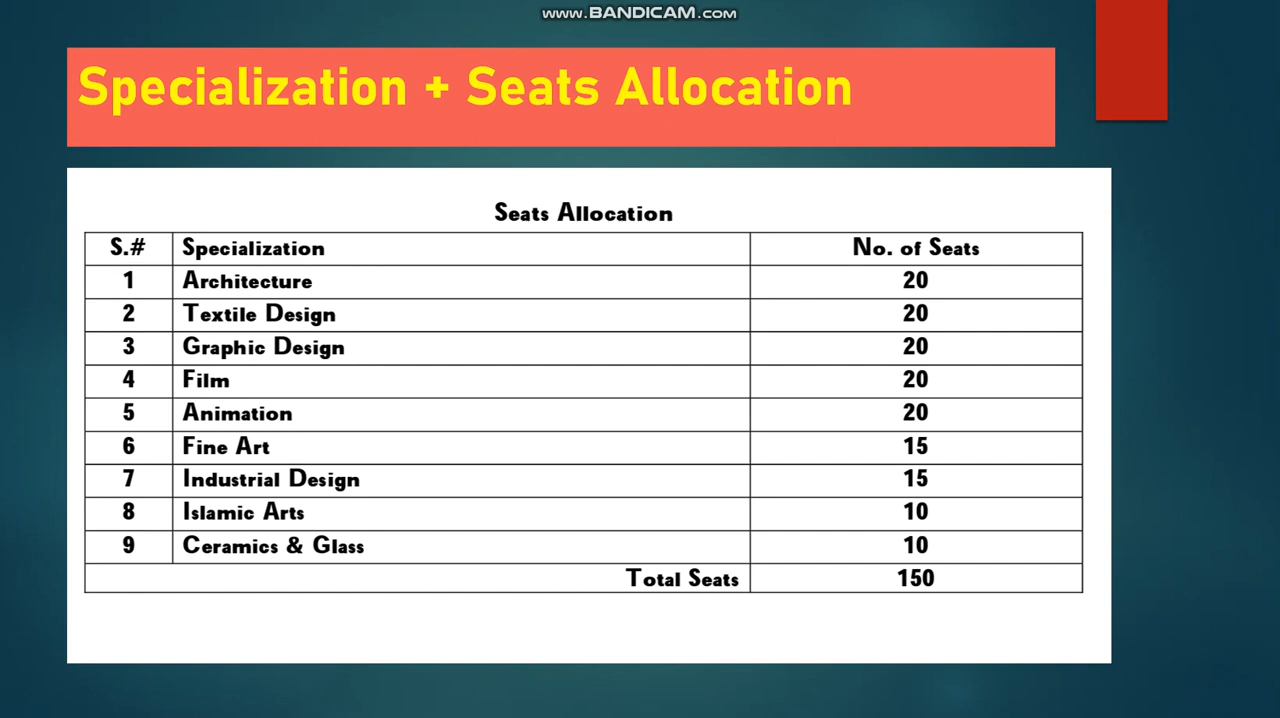 www.BANDICAM.com
Specialization + Seats Allocation
Seats Allocation
S.# Specialization No. of Seats
1 Architecture 20
2 Textile Design 20
3 Graphic Design 20
4 Film 20
5 Animation 20
6 Fine Art 15
7 Industrial Design 15
8 Islamic Arts 10
9 Ceramics & Glass 10
Total Seats 150